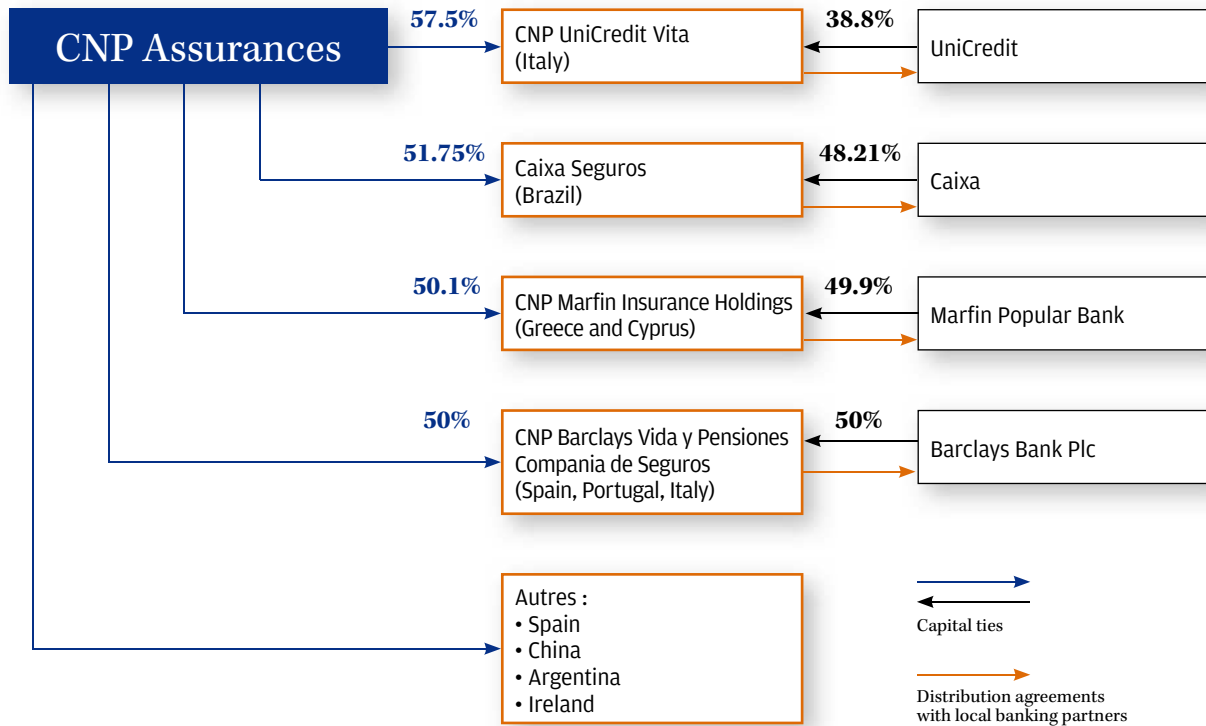 CNP Assurances
57.5%
CNP UniCredit Vita
(Italy)
38.8%
UniCredit
51.75%
Caixa Seguros
(Brazil)
48.21%
Caixa
50.1%
CNP Marfin Insurance Holdings
(Greece and Cyprus)
49.9%
Marfin Popular Bank
50%
CNP Barclays Vida y Pensiones
Compania de Seguros
(Spain, Portugal, Italy)
50%
Barclays Bank Plc
Autres :
• Spain
• China
• Argentina
• Ireland
Capital ties
Distribution agreements
with local banking partners